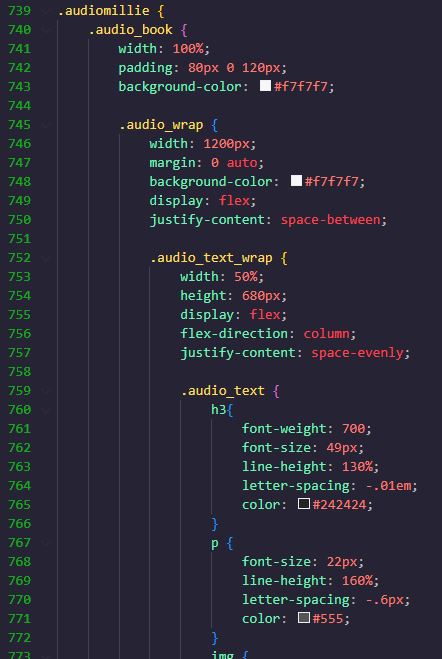 739 .audiomillie {
740 .audio_book {
741 width: 100%;
742 padding: 80px 0 120px;
743 background-color: #f7f7f7;
744
745 .audio_wrap {
746 width: 1200px;
747 margin: 0 auto;
748 background-color: #f7f7f7;
749 display: flex;
750 justify-content: space-between;
751
752 .audio_text_wrap {
753 width: 50%;
754 height: 680px;
755 display: flex;
756 flex-direction: column;
757 justify-content: space-evenly;
758
759 .audio_text {
760 h3{
761 font-weight: 700;
762 font-size: 49px;
763 line-height: 130%;
764 letter-spacing: -.01em;
765 color: #242424;
766 }
767 p {
768 font-size: 22px;
769 line-height: 160%;
770 letter-spacing: -.6px;
771 color: #555;
772 }
773 img {